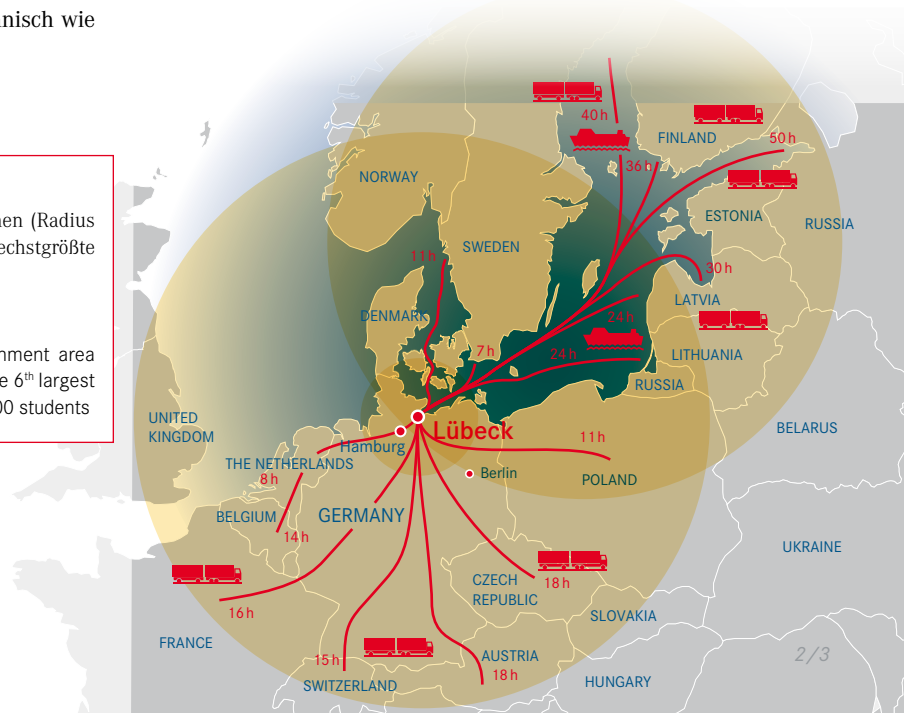 nisch wie
en (Radius
echstgrößte
nment area
e 6th largest
00 students
40 h
FINLAND
50 h
36 h
NORWAY
ESTONIA
RUSSIA
SWEDEN
11 h
30 h
LATVIA
DENMARK
24 h
7 h
24 h
LITHUANIA
RUSSIA
UNITED
KINGDOM
Lübeck
Hamburg
11 h
BELARUS
THE NETHERLANDS
8 h
Berlin
POLAND
BELGIUM
GERMANY
14 h
UKRAINE
CZECH
REPUBLIC
18 h
16 h
SLOVAKIA
FRANCE
15 h
AUSTRIA
18 h
2/3
SWITZERLAND
HUNGARY